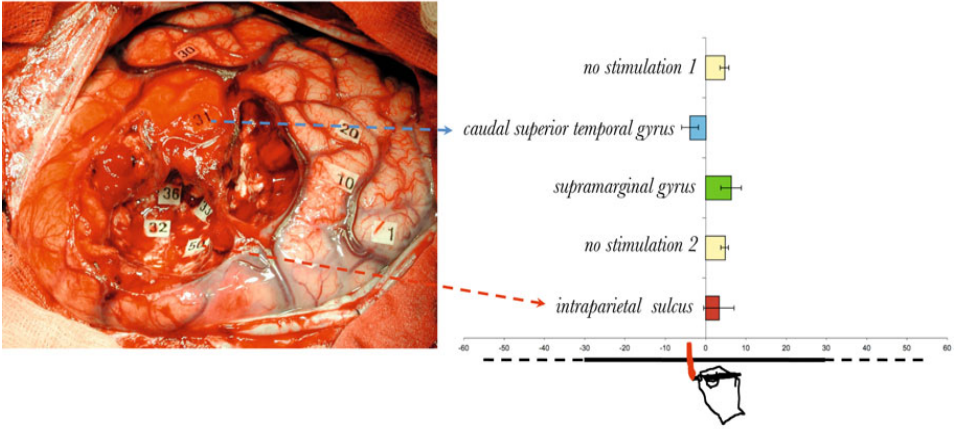 30
31
20
10
36
32
50
1
no stimulation 1
caudal superior temporal gyrus
supramarginal gyrus
no stimulation 2
intraparietal sulcus
-60 -50 -40 -30 -20 -10 0 10 20 30 40 50 60